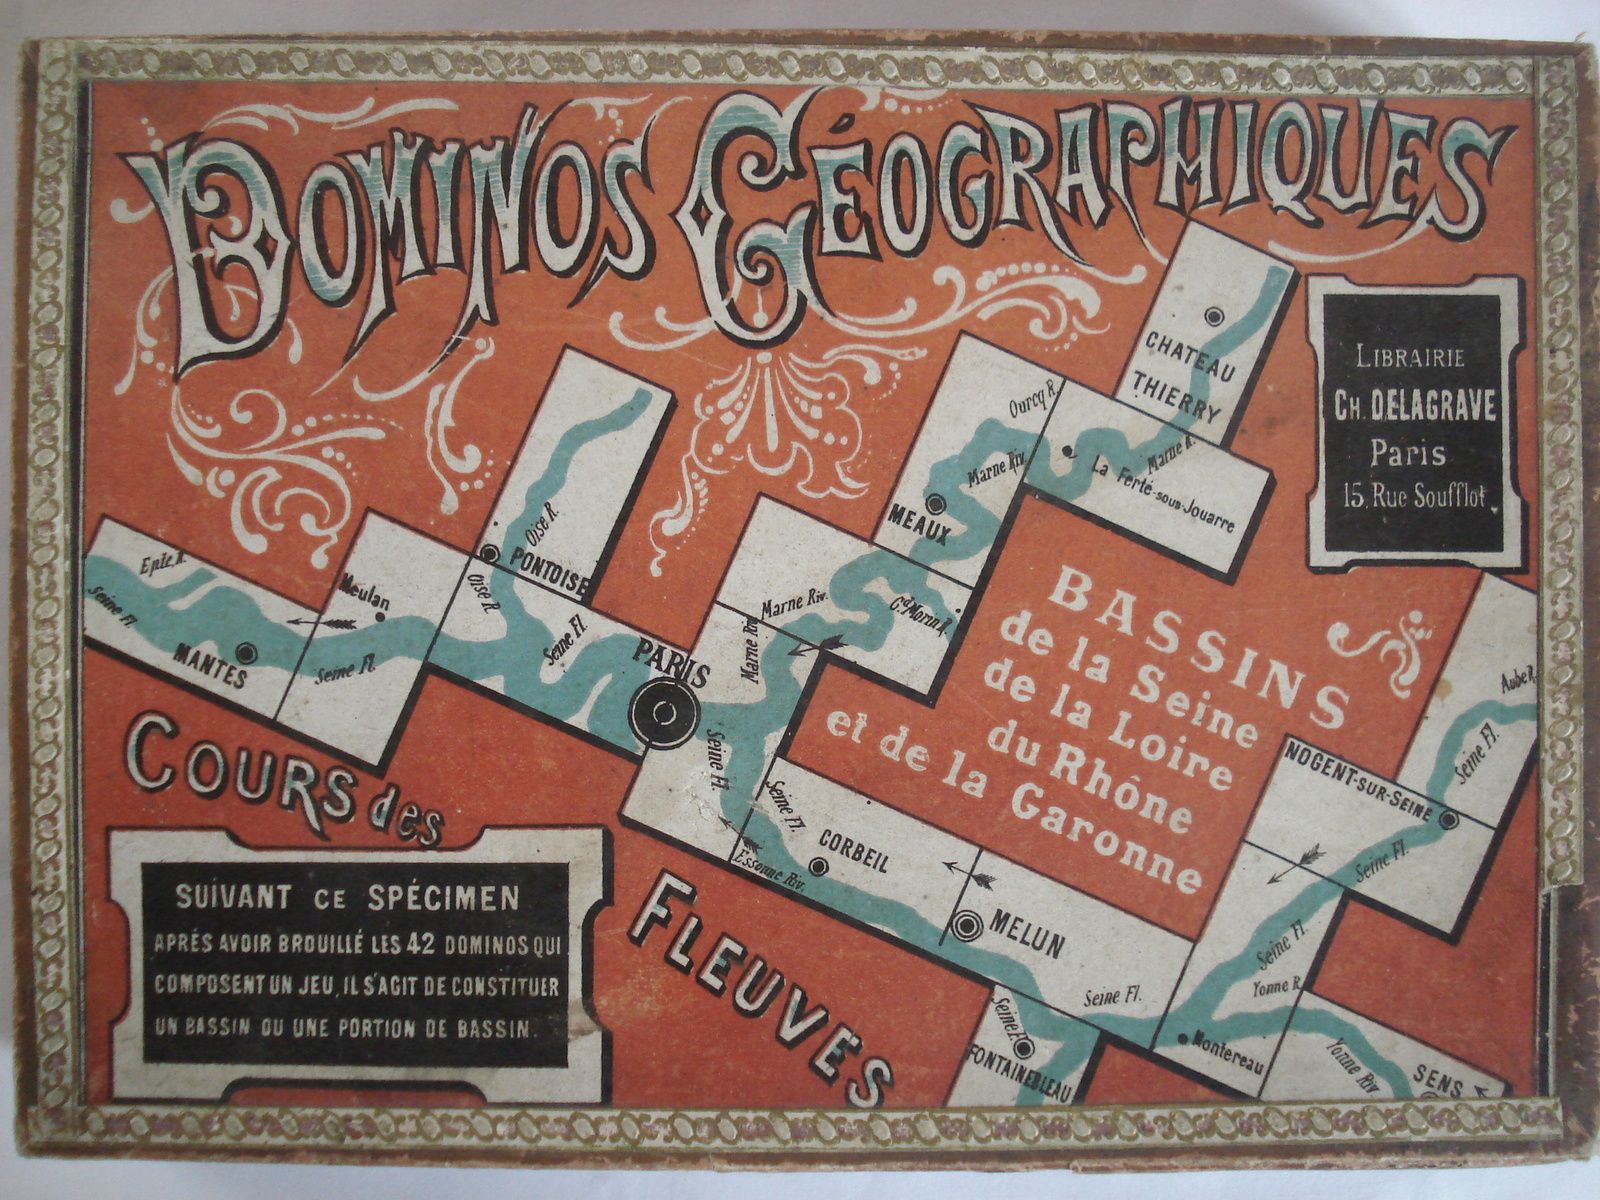 DOMINOS GÉOGRAPHIQUES
LIBRAIRIE
CH. DELAGRAVE
Paris
15, Rue Soufflot.
CHATEAU
THIERRY
Ourcq R.
Marne Riv.
Marne R.
La Ferté-sous-Jouarre
MEAUX
Oise R.
PONTOISE
Epte R.
Seine Fl.
MANTES
Meulan
Seine Fl.
Oise R.
Seine Fl.
PARIS
Marne Riv.
Marne Riv.
Gd Morin R.
BASSINS
de la Seine
de la Loire
du Rhône
et de la Garonne
Aube R.
Seine Fl.
NOGENT-SUR-SEINE
Seine Fl.
Seine Fl.
Seine Fl.
Essonne Riv.
Seine Fl.
CORBEIL
MELUN
Seine Fl.
Yonne R.
Montereau
Seine Fl.
FONTAINEBLEAU
Yonne Riv.
SENS
COURS des
FLEUVES
SUIVANT CE SPÉCIMEN
APRÈS AVOIR BROUILLÉ LES 42 DOMINOS QUI
COMPOSENT UN JEU, IL S'AGIT DE CONSTITUER
UN BASSIN OU UNE PORTION DE BASSIN.